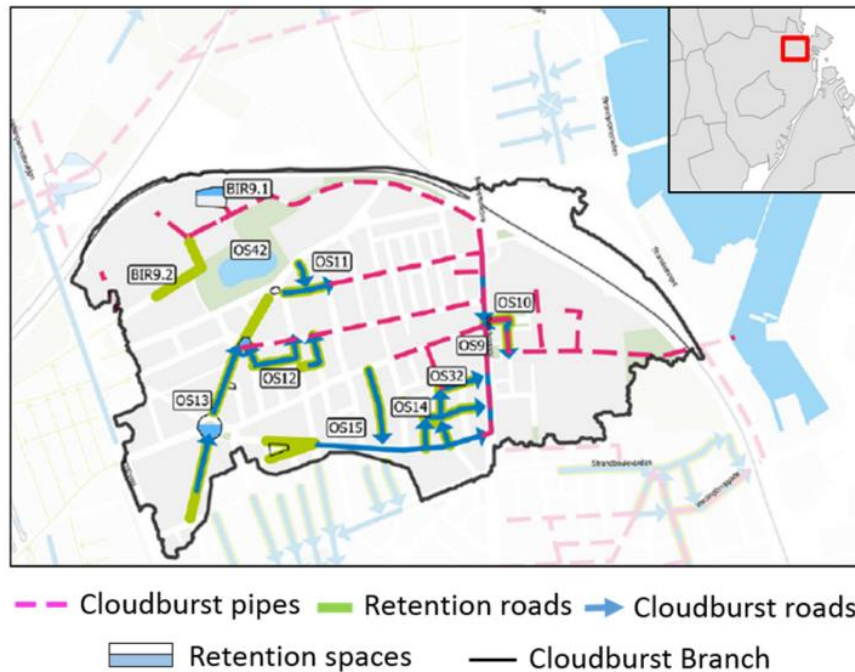 BIR9.1
OS42
BIR9.2
OS11
OS10
OS9
OS12
OS32
OS13
OS14
OS15
Strandboulevarden
Cloudburst pipes
Retention roads
Cloudburst roads
Retention spaces
Cloudburst Branch